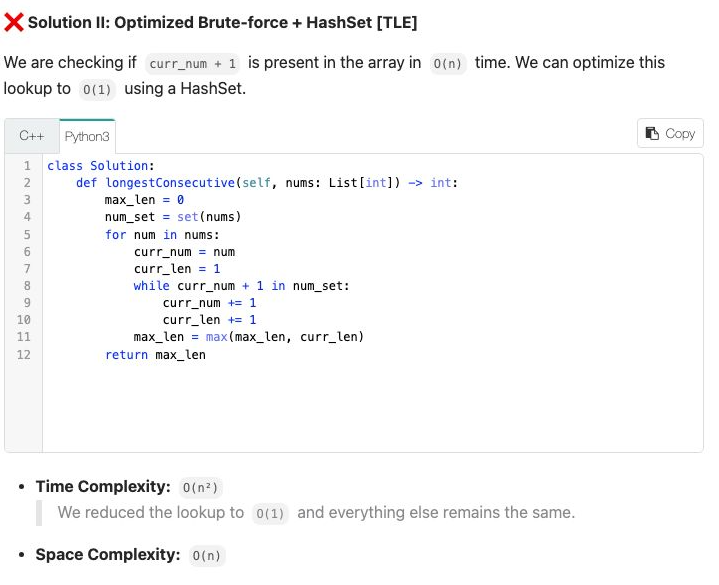 ❌ Solution II: Optimized Brute-force + HashSet [TLE]
We are checking if curr_num + 1 is present in the array in O(n) time. We can optimize this
lookup to O(1) using a HashSet.
C++ Python3 Copy
1 class Solution:
2     def longestConsecutive(self, nums: List[int]) -> int:
3         max_len = 0
4         num_set = set(nums)
5         for num in nums:
6             curr_num = num
7             curr_len = 1
8             while curr_num + 1 in num_set:
9                 curr_num += 1
10                 curr_len += 1
11             max_len = max(max_len, curr_len)
12         return max_len
• Time Complexity: O(n²)
We reduced the lookup to O(1) and everything else remains the same.
• Space Complexity: O(n)